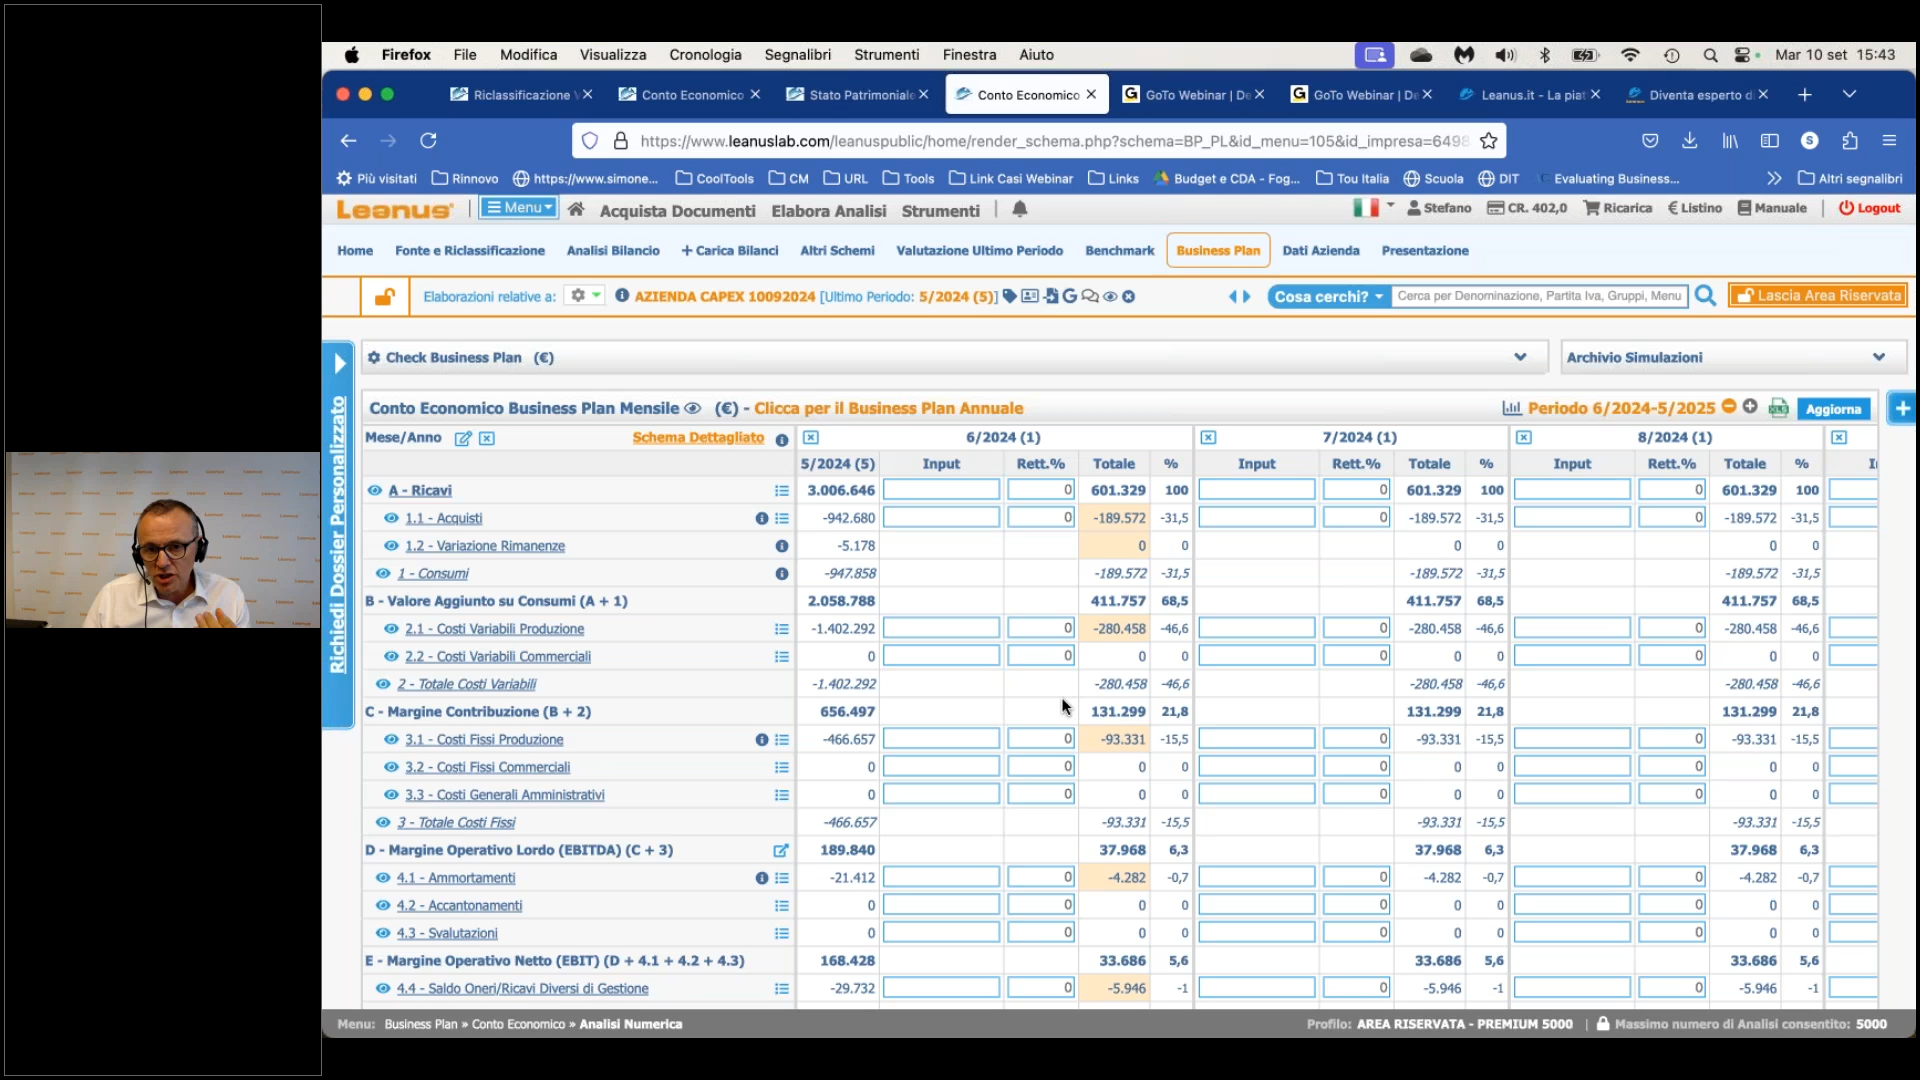 Firefox File Modifica Visualizza Cronologia Segnalibri Strumenti Finestra Aiuto Mar 10 set 15:43
Riclassificazione V Conto Economico Stato Patrimoniale Conto Economico GoTo Webinar | De GoTo Webinar | De Leanus.it - La piat Diventa esperto d
https://www.leanuslab.com/leanuspublic/home/render_schema.php?schema=BP_PL&id_menu=105&id_impresa=6498
Più visitati Rinnovo https://www.simone... CoolTools CM URL Tools Link Casi Webinar Links Budget e CDA - Fog... Tou Italia Scuola DIT Evaluating Business... Altri segnalibri
Leanus Menu Acquista Documenti Elabora Analisi Strumenti Stefano CR. 402,0 Ricarica € Listino Manuale Logout
Home Fonte e Riclassificazione Analisi Bilancio + Carica Bilanci Altri Schemi Valutazione Ultimo Periodo Benchmark Business Plan Dati Azienda Presentazione
Elaborazioni relative a: AZIENDA CAPEX 10092024 [Ultimo Periodo: 5/2024 (5)] Cosa cerchi? Cerca per Denominazione, Partita Iva, Gruppi, Menu Lascia Area Riservata
Richiedi Dossier Personalizzato
Check Business Plan (€) Archivio Simulazioni
Conto Economico Business Plan Mensile (€) - Clicca per il Business Plan Annuale Periodo 6/2024-5/2025 Aggiorna
Mese/Anno Schema Dettagliato 6/2024 (1) 7/2024 (1) 8/2024 (1)
5/2024 (5) Input Rett.% Totale % Input Rett.% Totale % Input Rett.% Totale %
A - Ricavi 3.006.646 0 601.329 100 0 601.329 100 0 601.329 100
1.1 - Acquisti -942.680 0 -189.572 -31,5 0 -189.572 -31,5 0 -189.572 -31,5
1.2 - Variazione Rimanenze -5.178 0 0 0 0 0 0
1 - Consumi -947.858 -189.572 -31,5 -189.572 -31,5 -189.572 -31,5
B - Valore Aggiunto su Consumi (A + 1) 2.058.788 411.757 68,5 411.757 68,5 411.757 68,5
2.1 - Costi Variabili Produzione -1.402.292 0 -280.458 -46,6 0 -280.458 -46,6 0 -280.458 -46,6
2.2 - Costi Variabili Commerciali 0 0 0 0 0 0 0 0 0 0
2 - Totale Costi Variabili -1.402.292 -280.458 -46,6 -280.458 -46,6 -280.458 -46,6
C - Margine Contribuzione (B + 2) 656.497 131.299 21,8 131.299 21,8 131.299 21,8
3.1 - Costi Fissi Produzione -466.657 0 -93.331 -15,5 0 -93.331 -15,5 0 -93.331 -15,5
3.2 - Costi Fissi Commerciali 0 0 0 0 0 0 0 0 0 0
3.3 - Costi Generali Amministrativi 0 0 0 0 0 0 0 0 0 0
3 - Totale Costi Fissi -466.657 -93.331 -15,5 -93.331 -15,5 -93.331 -15,5
D - Margine Operativo Lordo (EBITDA) (C + 3) 189.840 37.968 6,3 37.968 6,3 37.968 6,3
4.1 - Ammortamenti -21.412 0 -4.282 -0,7 0 -4.282 -0,7 0 -4.282 -0,7
4.2 - Accantonamenti 0 0 0 0 0 0 0 0 0 0
4.3 - Svalutazioni 0 0 0 0 0 0 0 0 0 0
E - Margine Operativo Netto (EBIT) (D + 4.1 + 4.2 + 4.3) 168.428 33.686 5,6 33.686 5,6 33.686 5,6
4.4 - Saldo Oneri/Ricavi Diversi di Gestione -29.732 0 -5.946 -1 0 -5.946 -1 0 -5.946 -1
Menu: Business Plan » Conto Economico » Analisi Numerica Profilo: AREA RISERVATA - PREMIUM 5000 | Massimo numero di Analisi consentito: 5000